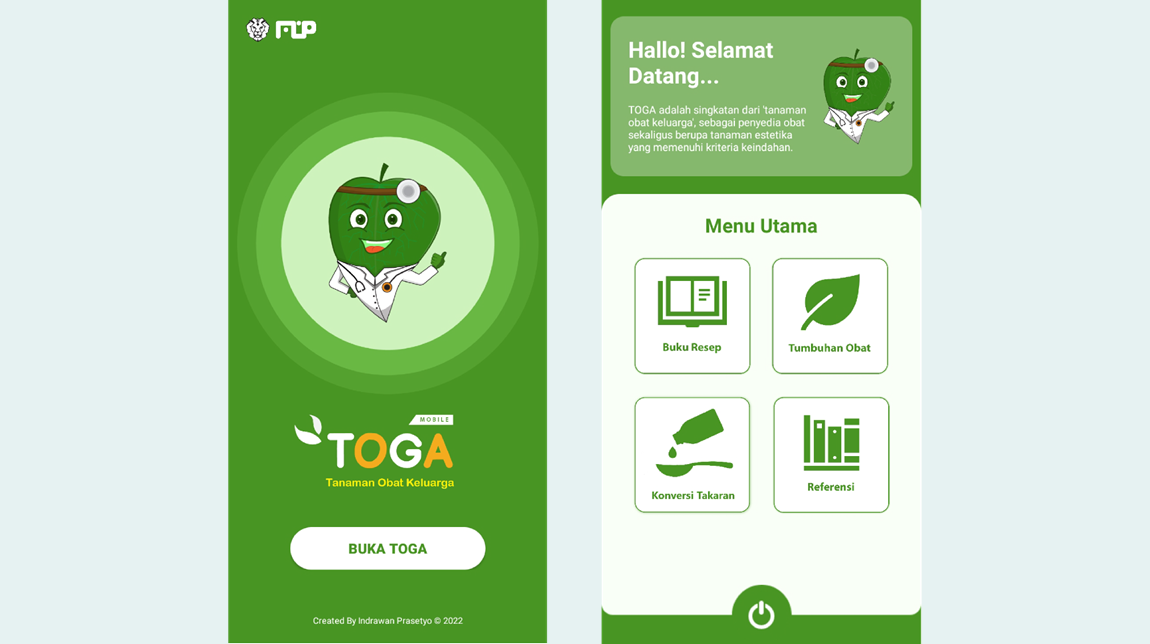 FLIP
MOBILE
TOGA
Tanaman Obat Keluarga
BUKA TOGA
Created By Indrawan Prasetyo © 2022
Hallo! Selamat
Datang...
TOGA adalah singkatan dari 'tanaman
obat keluarga', sebagai penyedia obat
sekaligus berupa tanaman estetika
yang memenuhi kriteria keindahan.
Menu Utama
Buku Resep
Tumbuhan Obat
Konversi Takaran
Referensi